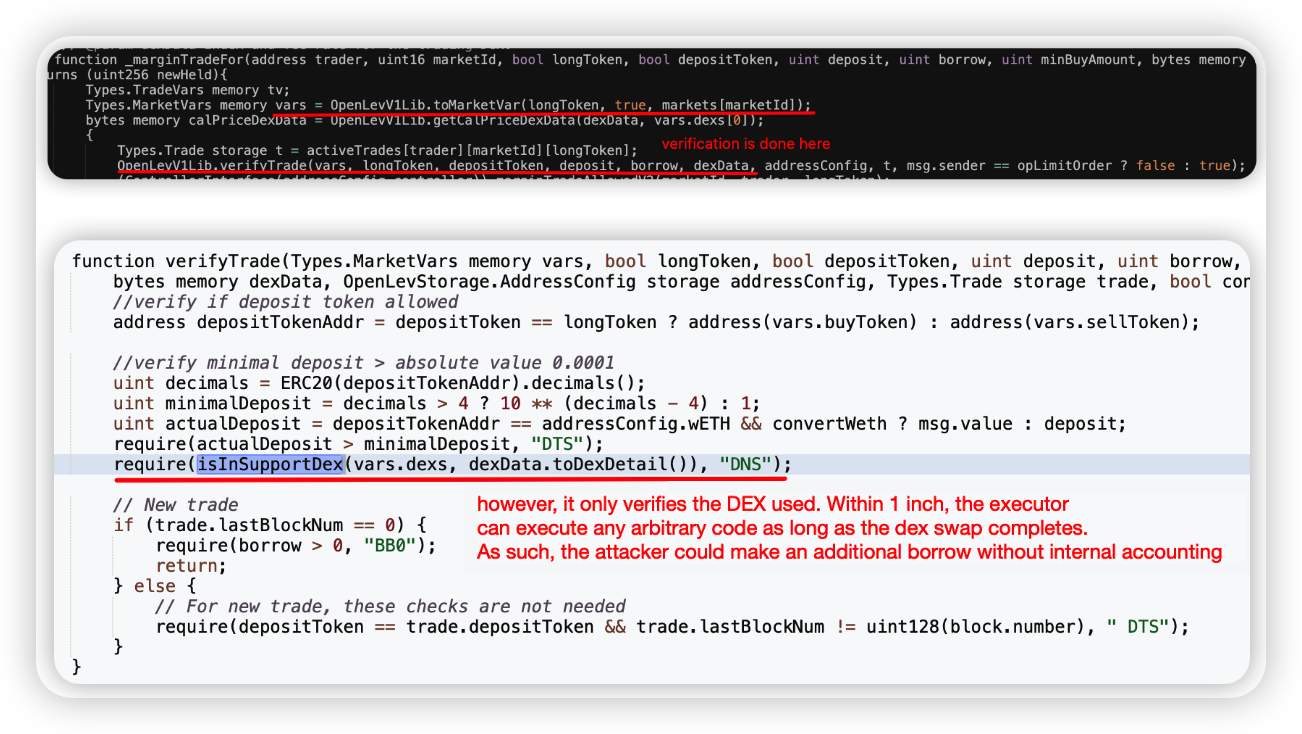 function _marginTradeFor(address trader, uint16 marketId, bool longToken, bool depositToken, uint deposit, uint borrow, uint minBuyAmount, bytes memory
urns (uint256 newHeld){
Types.TradeVars memory tv;
Types.MarketVars memory vars = OpenLevV1Lib.toMarketVar(longToken, true, markets[marketId]);
bytes memory calPriceDexData = OpenLevV1Lib.getCalPriceDexData(dexData, vars.dexs[0]);
{
Types.Trade storage t = activeTrades[trader][marketId][longToken];
verification is done here
OpenLevV1Lib.verifyTrade(vars, longToken, depositToken, deposit, borrow, dexData, addressConfig, t, msg.sender == opLimitOrder ? false : true);
function verifyTrade(Types.MarketVars memory vars, bool longToken, bool depositToken, uint deposit, uint borrow,
bytes memory dexData, OpenLevStorage.AddressConfig storage addressConfig, Types.Trade storage trade, bool con
//verify if deposit token allowed
address depositTokenAddr = depositToken == longToken ? address(vars.buyToken) : address(vars.sellToken);
//verify minimal deposit > absolute value 0.0001
uint decimals = ERC20(depositTokenAddr).decimals();
uint minimalDeposit = decimals > 4 ? 10 ** (decimals - 4) : 1;
uint actualDeposit = depositTokenAddr == addressConfig.wETH && convertWeth ? msg.value : deposit;
require(actualDeposit > minimalDeposit, "DTS");
require(isInSupportDex(vars.dexs, dexData.toDexDetail()), "DNS");
// New trade
if (trade.lastBlockNum == 0) {
require(borrow > 0, "BB0");
return;
} else {
// For new trade, these checks are not needed
require(depositToken == trade.depositToken && trade.lastBlockNum != uint128(block.number), " DTS");
}
}
however, it only verifies the DEX used. Within 1 inch, the executor
can execute any arbitrary code as long as the dex swap completes.
As such, the attacker could make an additional borrow without internal accounting